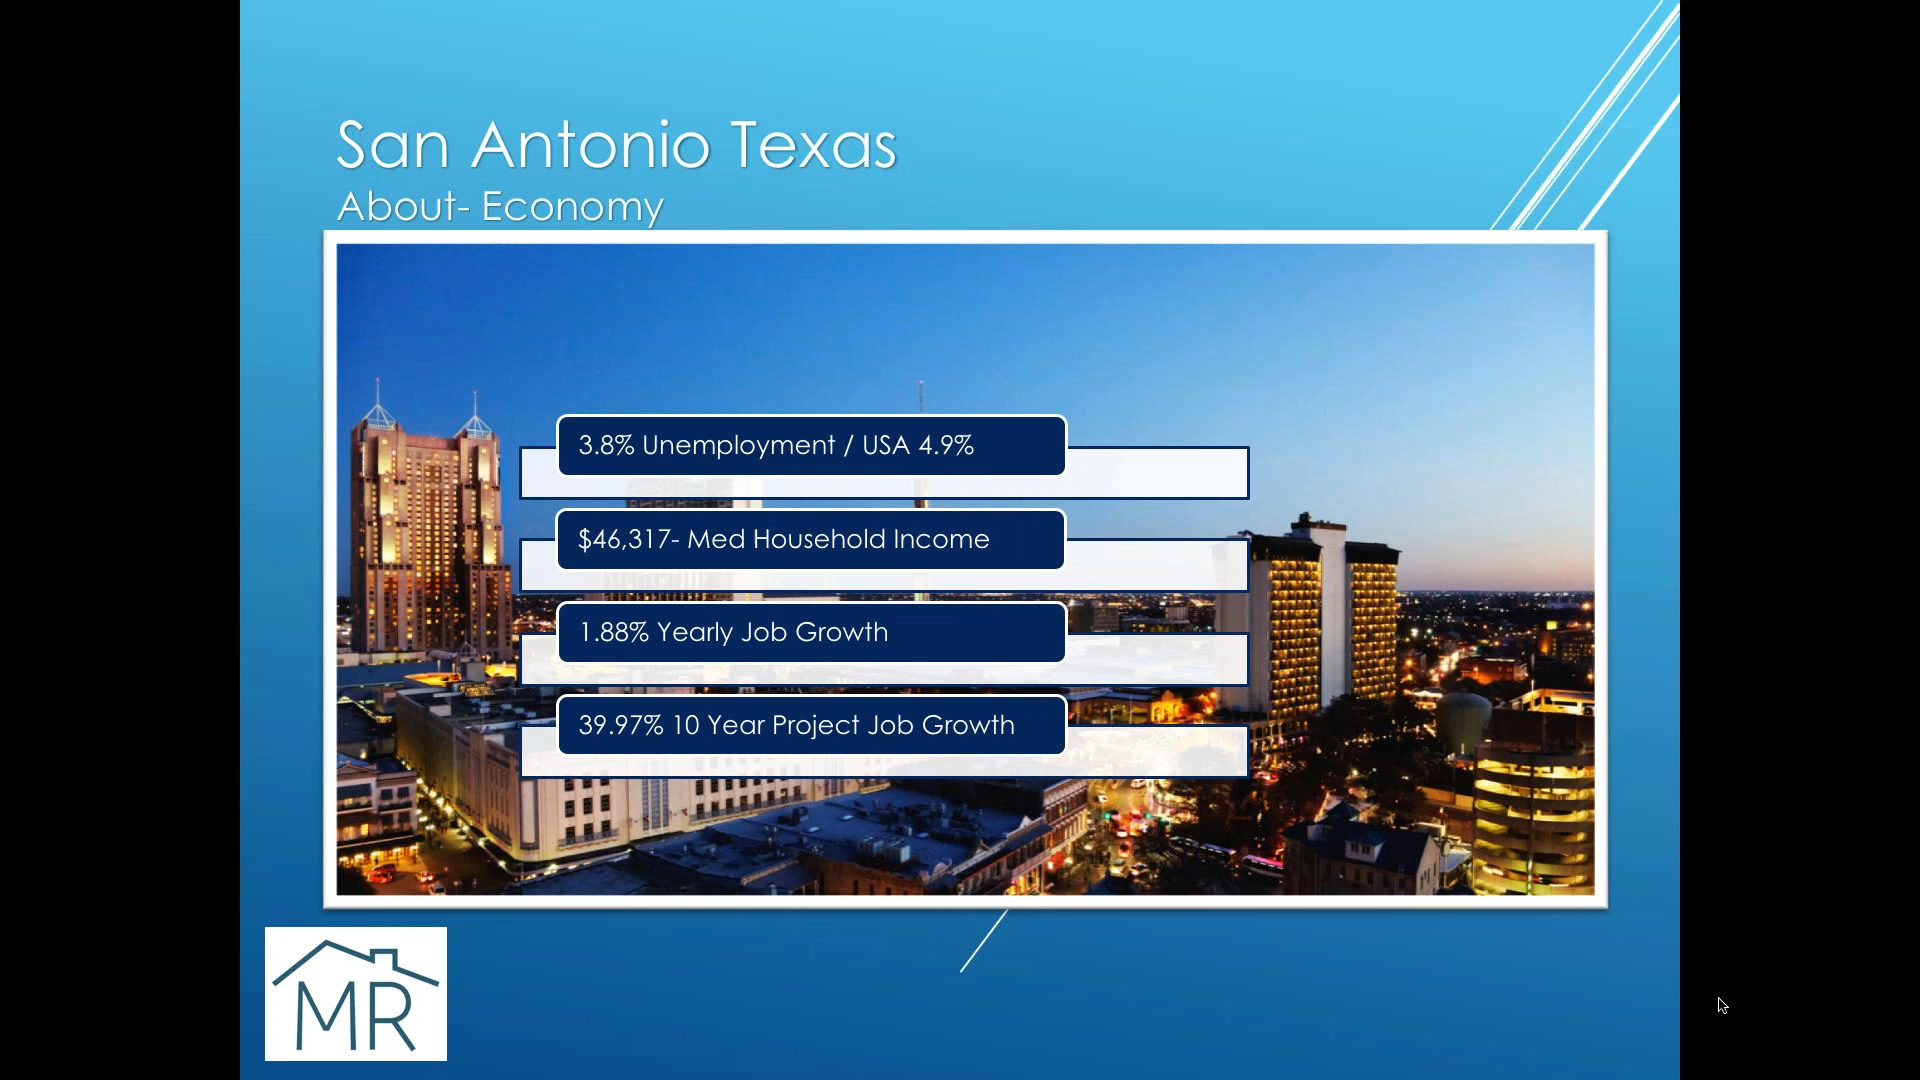 San Antonio Texas
About- Economy
3.8% Unemployment / USA 4.9%
$46,317- Med Household Income
1.88% Yearly Job Growth
39.97% 10 Year Project Job Growth
MR